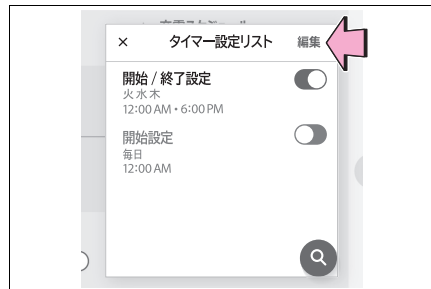 × タイマー設定リスト 編集
開始 / 終了設定
火水木
12:00 AM • 6:00 PM
開始設定
毎日
12:00 AM